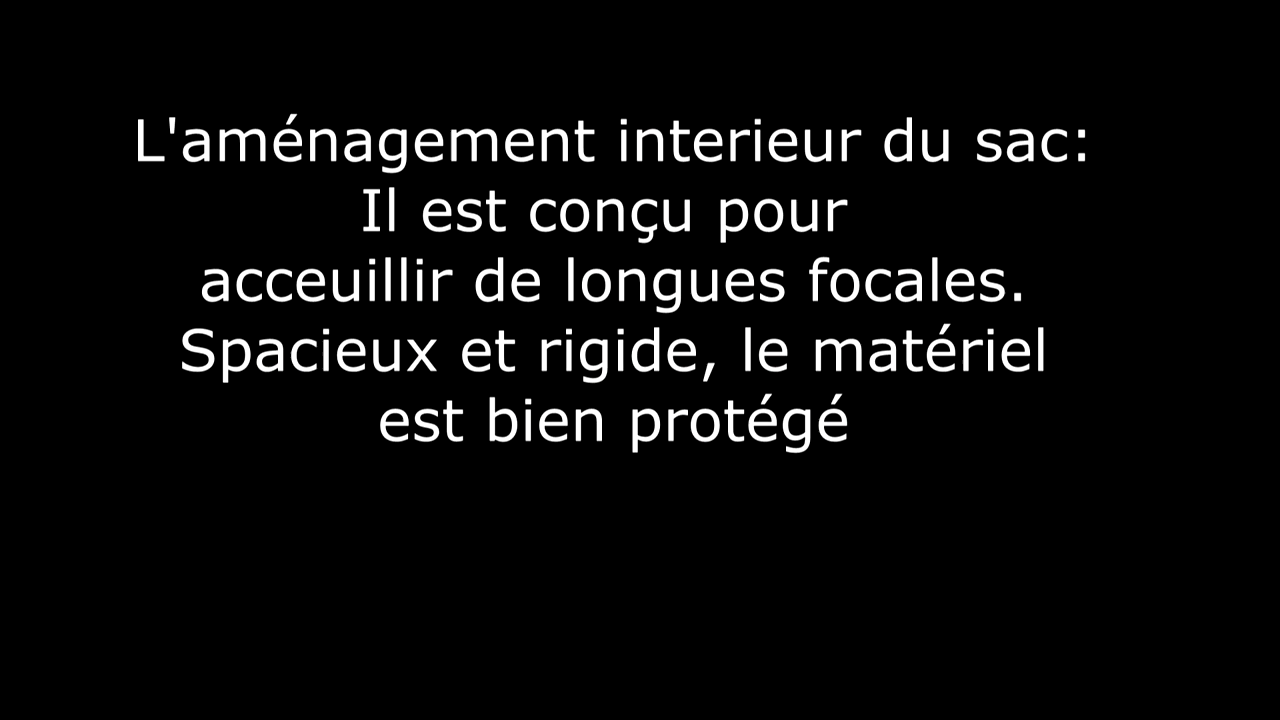 L'aménagement interieur du sac:
Il est conçu pour
acceuillir de longues focales.
Spacieux et rigide, le matériel
est bien protégé